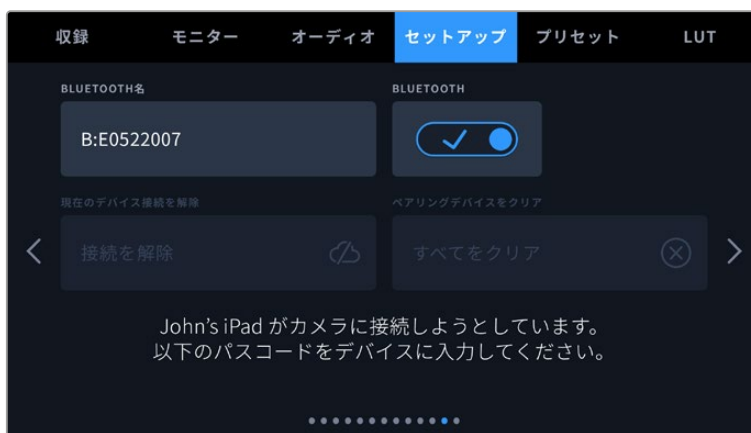 収録 モニター オーディオ セットアップ プリセット LUT
BLUETOOTH名 BLUETOOTH
B:E0522007
現在のデバイス接続を解除 ペアリングデバイスをクリア
接続を解除 すべてをクリア
John's iPad がカメラに接続しようとしています。
以下のパスコードをデバイスに入力してください。